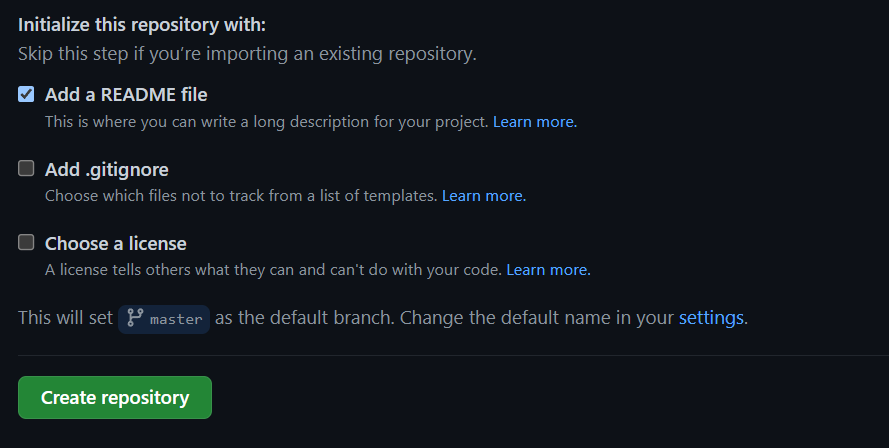 Initialize this repository with:
Skip this step if you’re importing an existing repository.
Add a README file
This is where you can write a long description for your project. Learn more.
Add .gitignore
Choose which files not to track from a list of templates. Learn more.
Choose a license
A license tells others what they can and can't do with your code. Learn more.
This will set master as the default branch. Change the default name in your settings.
Create repository